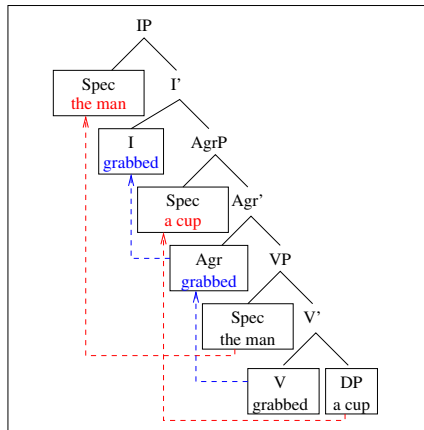 IP
Spec
the man
I'
I
grabbed
AgrP
Spec
a cup
Agr'
Agr
grabbed
VP
Spec
the man
V'
V
grabbed
DP
a cup